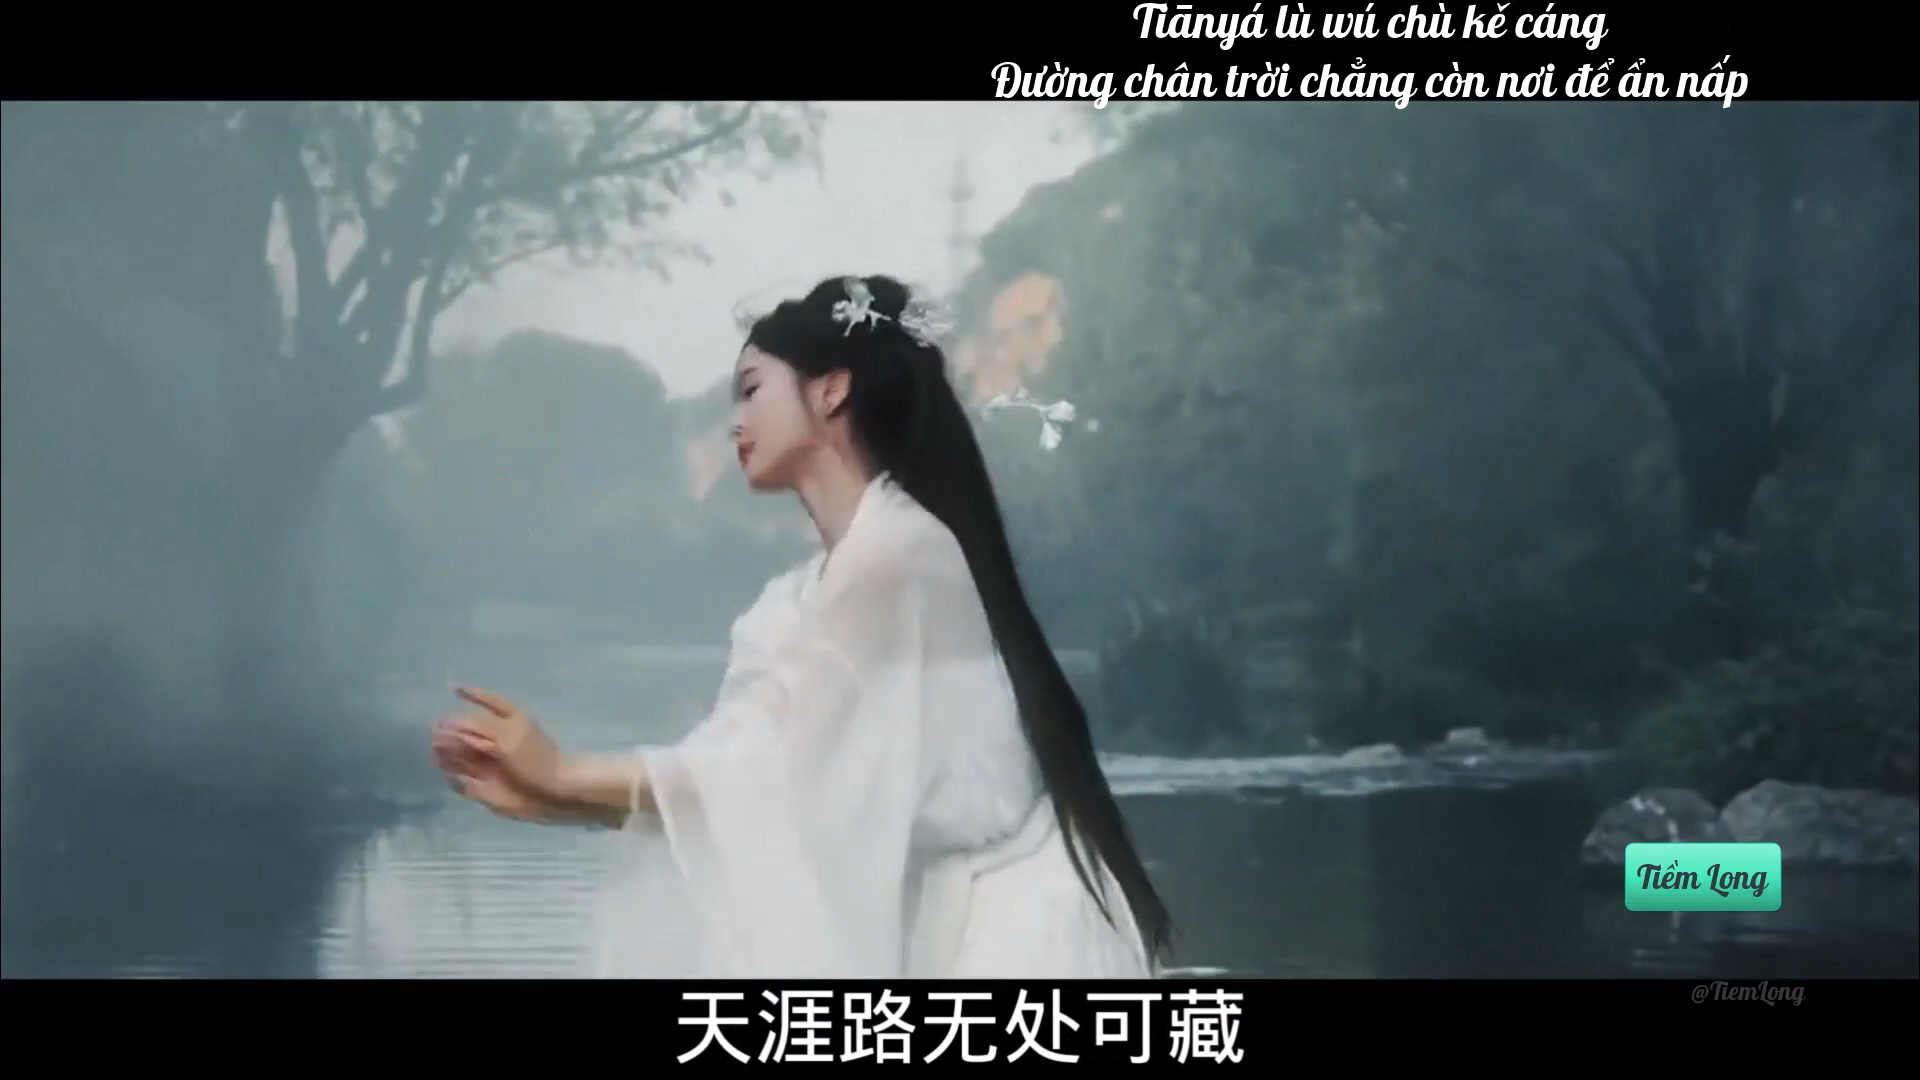 Tiānyá lù wú chù kě cáng
Đường chân trời chẳng còn nơi để ẩn nấp
Tiềm Long
@TiemLong
天涯路无处可藏